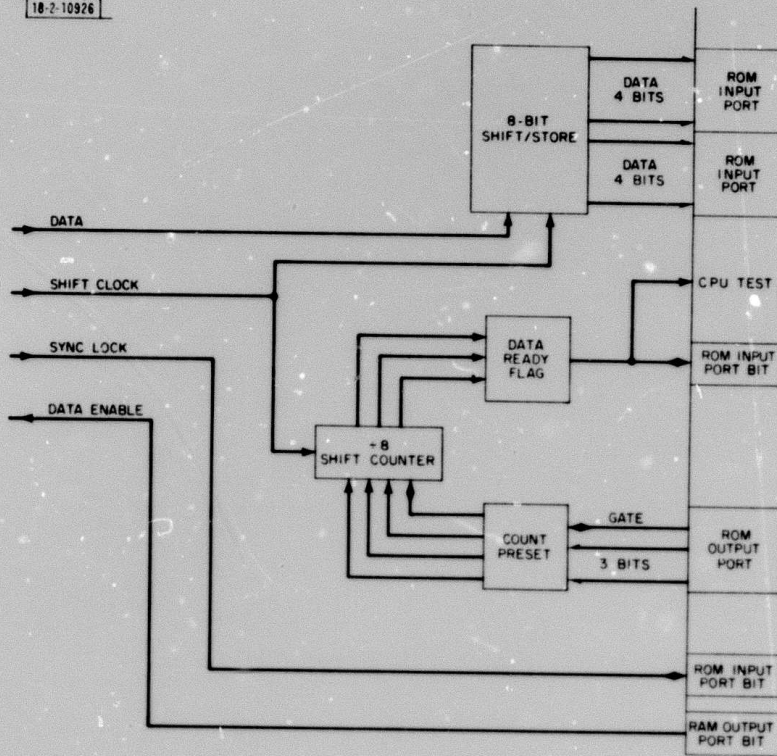 18-2-10926
8-BIT
SHIFT/STORE
DATA
4 BITS
ROM
INPUT
PORT
DATA
4 BITS
ROM
INPUT
PORT
DATA
SHIFT CLOCK
CPU TEST
SYNC LOCK
DATA
READY
FLAG
ROM INPUT
PORT BIT
DATA ENABLE
÷8
SHIFT COUNTER
COUNT
PRESET
GATE
3 BITS
ROM
OUTPUT
PORT
ROM INPUT
PORT BIT
RAM OUTPUT
PORT BIT